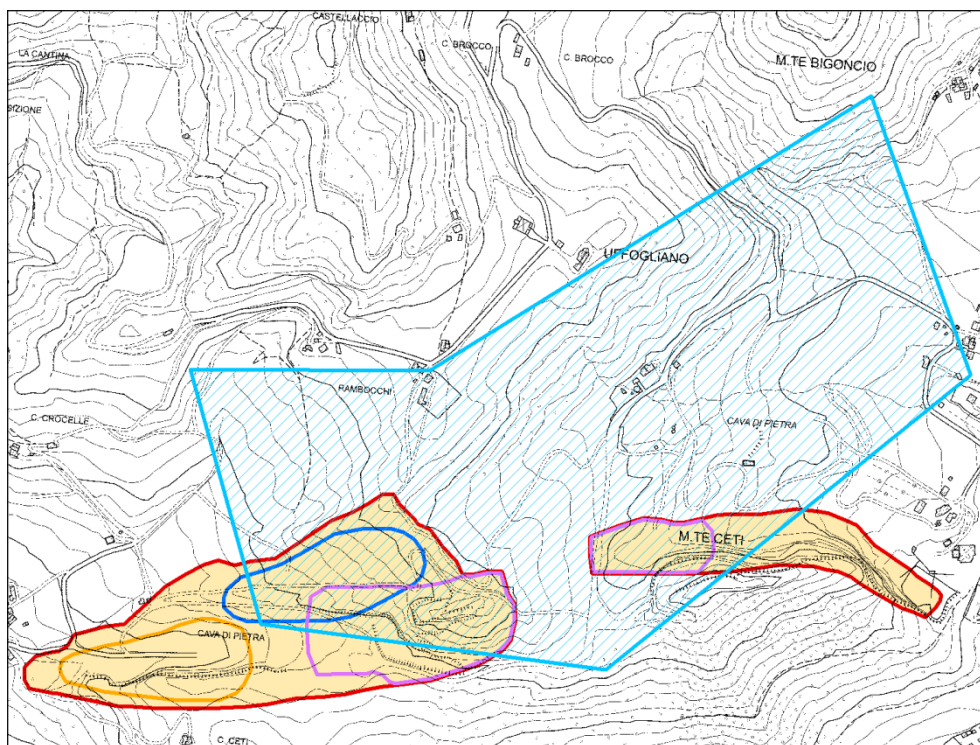 CASTELLACCIO
LA CANTINA
C. BROCCO
C. BROCCO
M.TE BIGONCIO
SIZIONE
UFFOGLIANO
RAMBOCCHI
C. CROCELLE
CAVA DI PIETRA
M.TE CETI
CAVA DI PIETRA
C. CETI